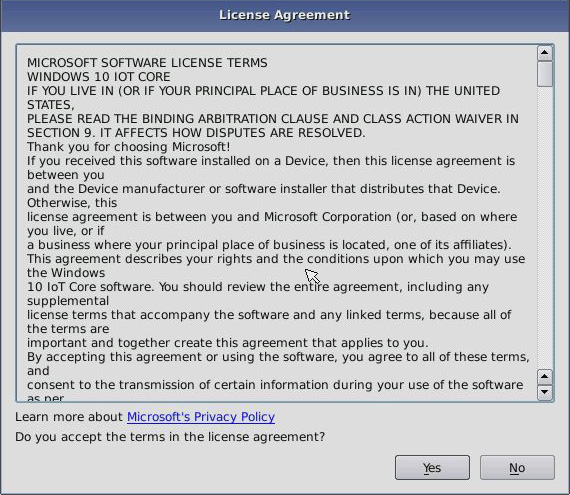 License Agreement
MICROSOFT SOFTWARE LICENSE TERMS
WINDOWS 10 IOT CORE
IF YOU LIVE IN (OR IF YOUR PRINCIPAL PLACE OF BUSINESS IS IN) THE UNITED
STATES,
PLEASE READ THE BINDING ARBITRATION CLAUSE AND CLASS ACTION WAIVER IN
SECTION 9. IT AFFECTS HOW DISPUTES ARE RESOLVED.
Thank you for choosing Microsoft!
If you received this software installed on a Device, then this license agreement is
between you
and the Device manufacturer or software installer that distributes that Device.
Otherwise, this
license agreement is between you and Microsoft Corporation (or, based on where
you live, or if
a business where your principal place of business is located, one of its affiliates).
This agreement describes your rights and the conditions upon which you may use
the Windows
10 IoT Core software. You should review the entire agreement, including any
supplemental
license terms that accompany the software and any linked terms, because all of
the terms are
important and together create this agreement that applies to you.
By accepting this agreement or using the software, you agree to all of these terms,
and
consent to the transmission of certain information during your use of the software
as per
Learn more about Microsoft's Privacy Policy
Do you accept the terms in the license agreement?
Yes No